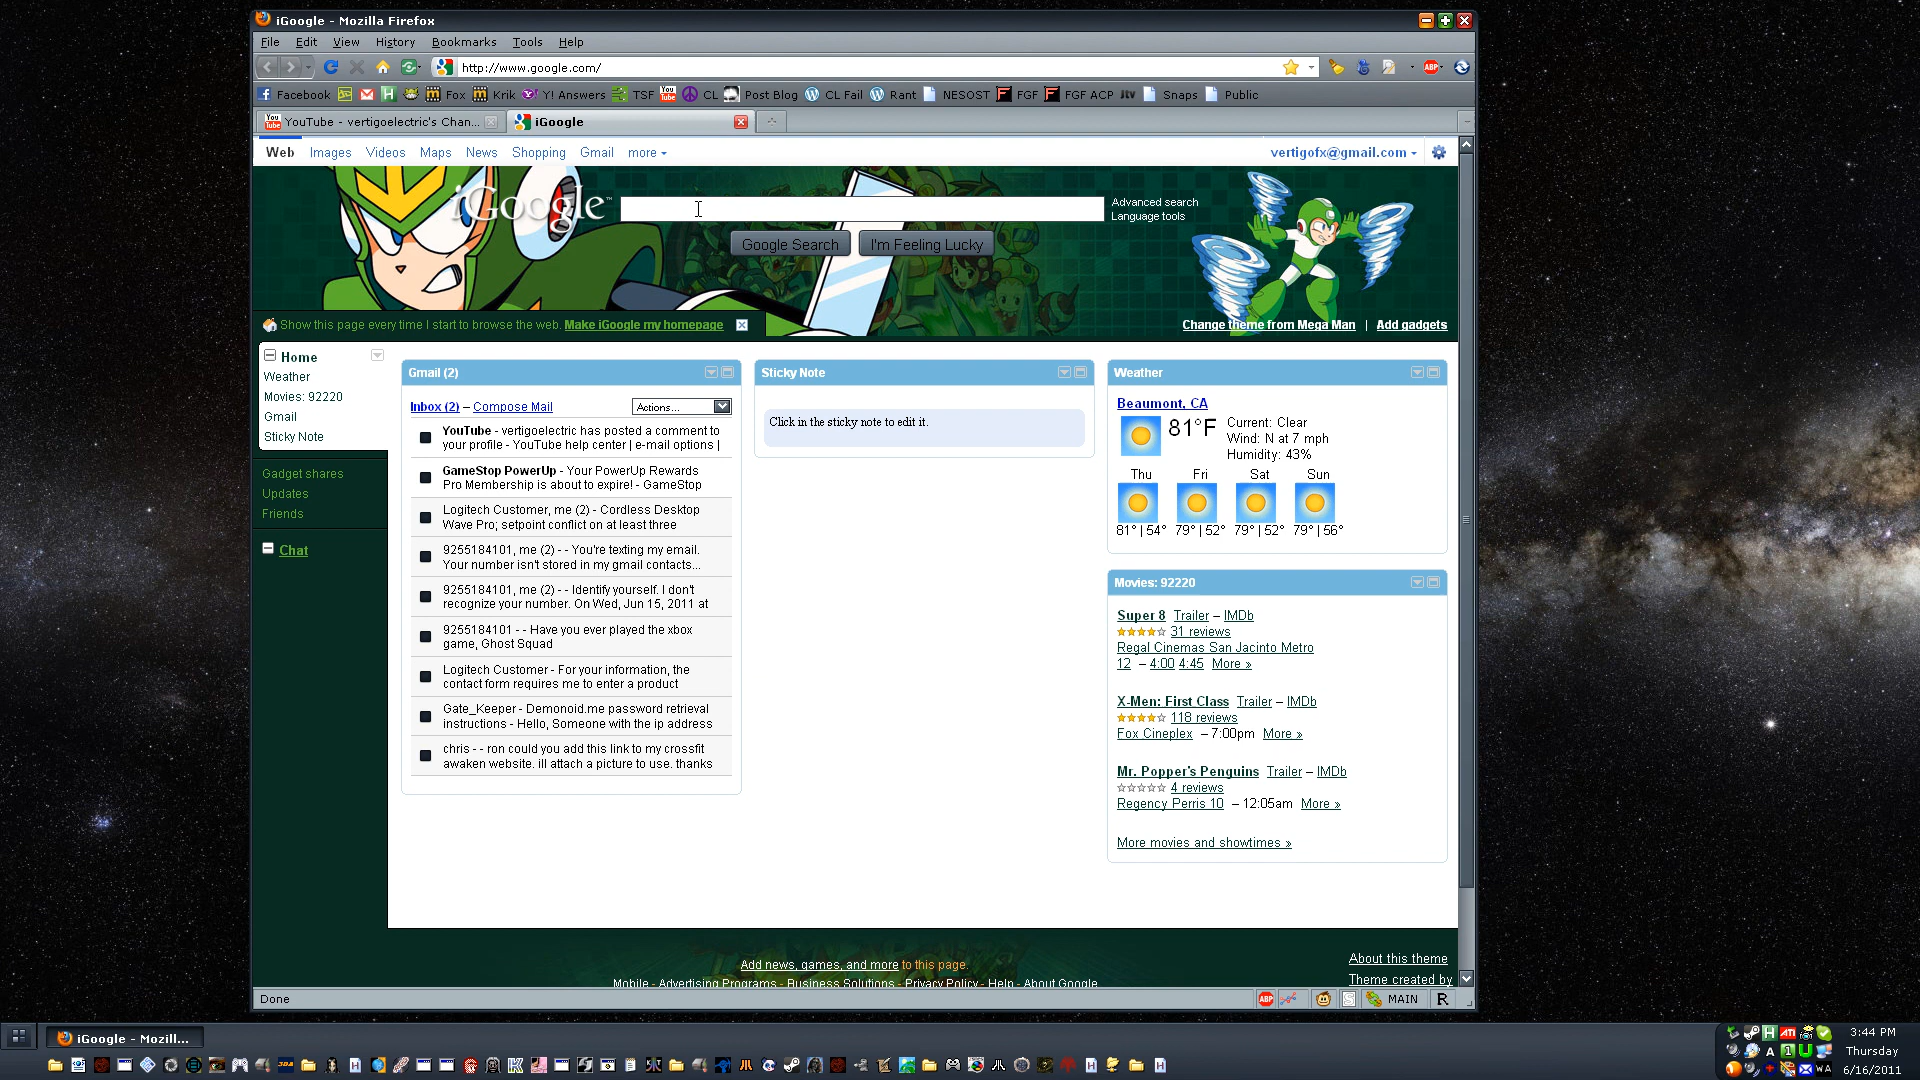 iGoogle - Mozilla Firefox
File Edit View History Bookmarks Tools Help
http://www.google.com/
ABP
Facebook Fox Krik Y! Answers TSF CL Post Blog CL Fail Rant NESOST FGF FGF ACP jtv Snaps Public
YouTube - vertigoelectric's Chan... iGoogle
Web Images Videos Maps News Shopping Gmail more
vertigofx@gmail.com
iGoogle™
Advanced search
Language tools
Google Search I'm Feeling Lucky
Show this page every time I start to browse the web. Make iGoogle my homepage
Change theme from Mega Man | Add gadgets
Home
Weather
Movies: 92220
Gmail
Sticky Note
Gadget shares
Updates
Friends
Chat
Gmail (2)
Inbox (2) – Compose Mail
Actions...
YouTube - vertigoelectric has posted a comment to
your profile - YouTube help center | e-mail options |
GameStop PowerUp - Your PowerUp Rewards
Pro Membership is about to expire! - GameStop
Logitech Customer, me (2) - Cordless Desktop
Wave Pro; setpoint conflict on at least three
9255184101, me (2) - - You're texting my email.
Your number isn't stored in my gmail contacts...
9255184101, me (2) - - Identify yourself. I don't
recognize your number. On Wed, Jun 15, 2011 at
9255184101 - - Have you ever played the xbox
game, Ghost Squad
Logitech Customer - For your information, the
contact form requires me to enter a product
Gate_Keeper - Demonoid.me password retrieval
instructions - Hello, Someone with the ip address
chris - - ron could you add this link to my crossfit
awaken website. ill attach a picture to use. thanks
Sticky Note
Click in the sticky note to edit it.
Weather
Beaumont, CA
81°F
Current: Clear
Wind: N at 7 mph
Humidity: 43%
Thu Fri Sat Sun
81° | 54° 79° | 52° 79° | 52° 79° | 56°
Movies: 92220
Super 8 Trailer – IMDb
31 reviews
Regal Cinemas San Jacinto Metro
12 – 4:00 4:45 More »
X-Men: First Class Trailer – IMDb
118 reviews
Fox Cineplex – 7:00pm More »
Mr. Popper's Penguins Trailer – IMDb
4 reviews
Regency Perris 10 – 12:05am More »
More movies and showtimes »
Add news, games, and more to this page.
Mobile - Advertising Programs - Business Solutions - Privacy Policy - Help - About Google
About this theme
Theme created by
Done
ABP MAIN R
iGoogle - Mozill...
3:44 PM
Thursday
6/16/2011